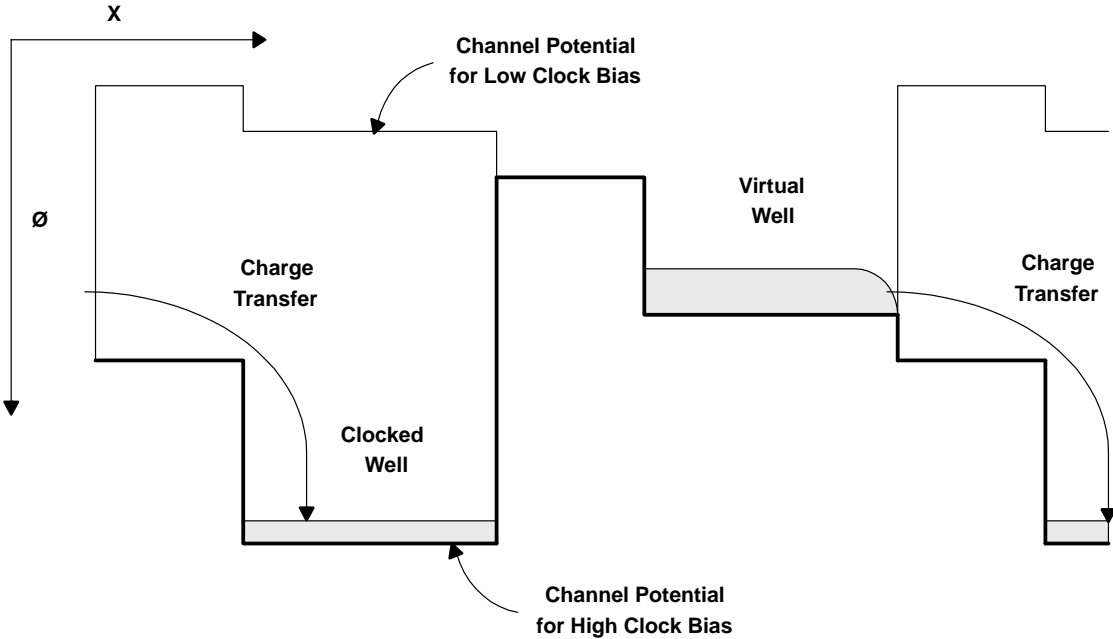 X
Channel Potential
for Low Clock Bias
Virtual
Well
Ø
Charge
Transfer
Charge
Transfer
Clocked
Well
Channel Potential
for High Clock Bias